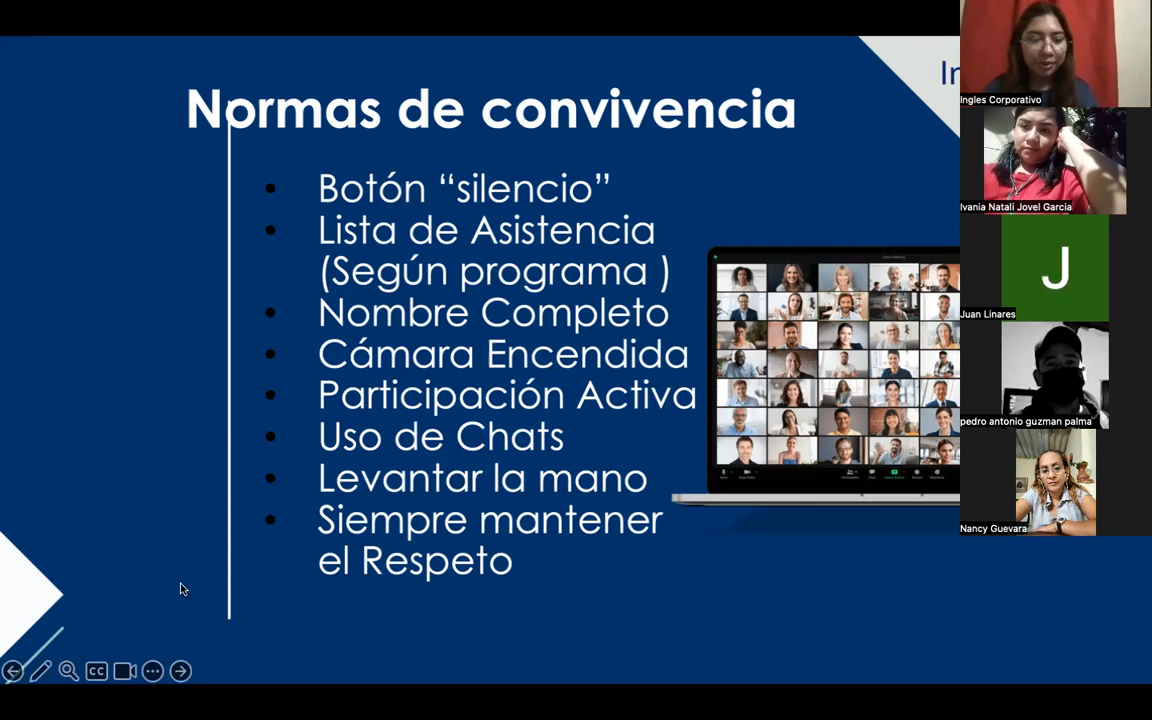 Normas de convivencia
• Botón “silencio”
• Lista de Asistencia
(Según programa )
• Nombre Completo
• Cámara Encendida
• Participación Activa
• Uso de Chats
• Levantar la mano
• Siempre mantener
el Respeto
Ingles Corporativo
Ivania Natali Jovel Garcia
J
Juan Linares
pedro antonio guzman palma
Nancy Guevara
CC